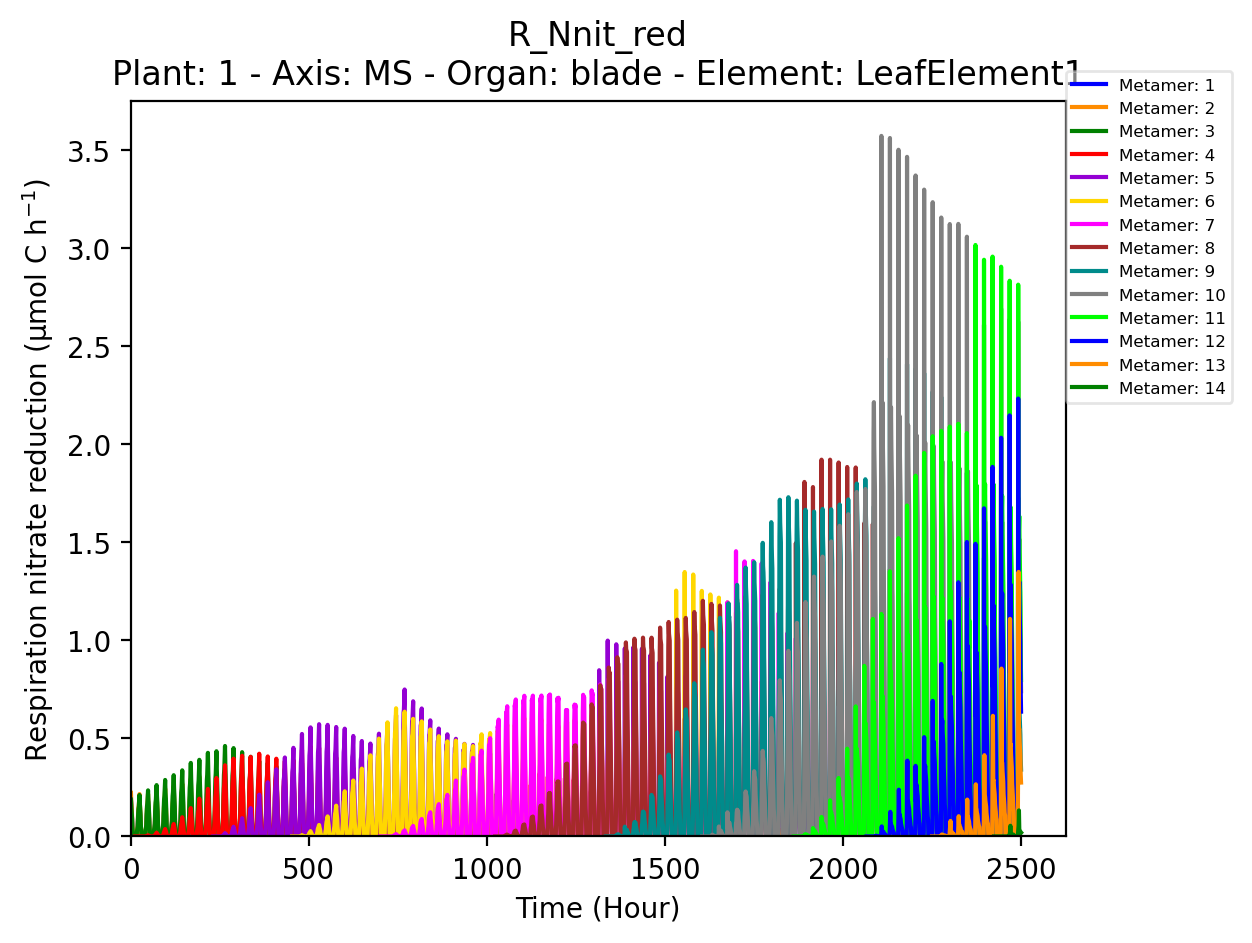 R_Nnit_red
Plant: 1 - Axis: MS - Organ: blade - Element: LeafElement1
Metamer: 1
Metamer: 2
Metamer: 3
Metamer: 4
Metamer: 5
Metamer: 6
Metamer: 7
Metamer: 8
Metamer: 9
Metamer: 10
Metamer: 11
Metamer: 12
Metamer: 13
Metamer: 14
Respiration nitrate reduction (µmol C h⁻¹)
3.5
3.0
2.5
2.0
1.5
1.0
0.5
0.0
0 500 1000 1500 2000 2500
Time (Hour)